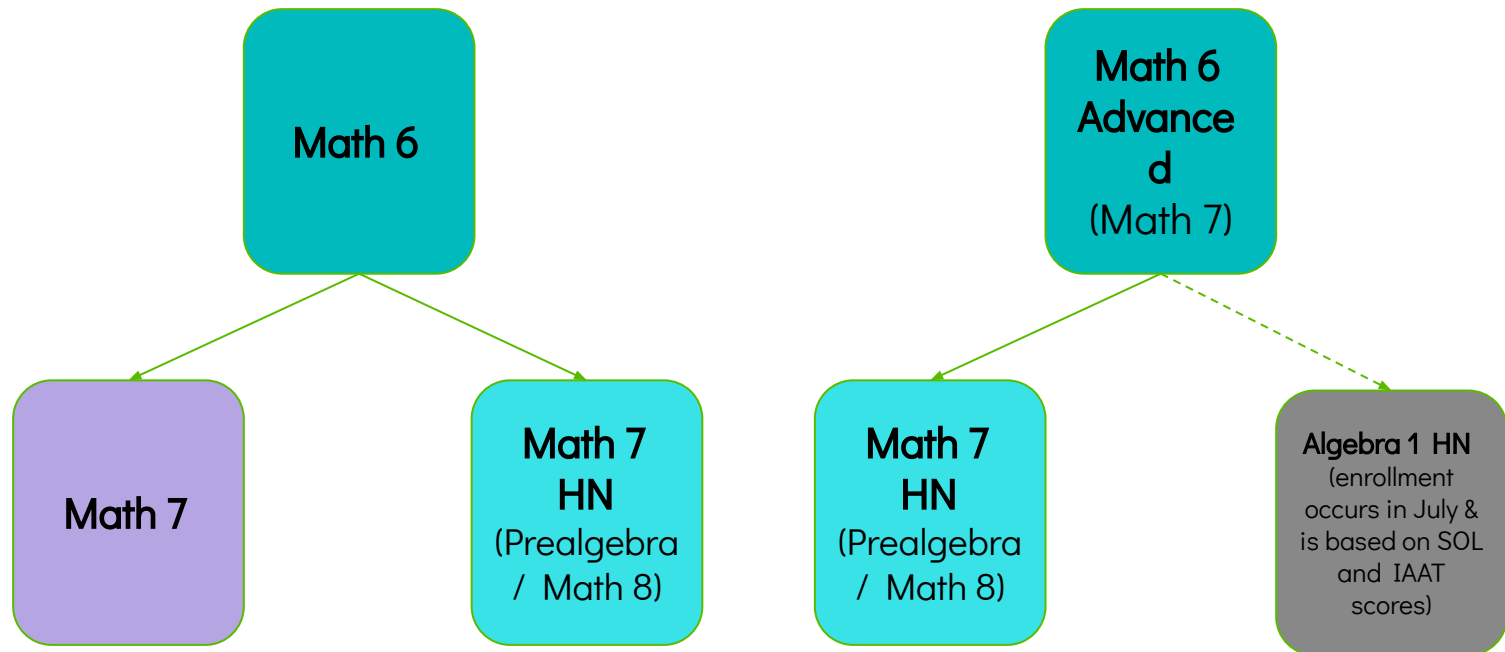 Math 6
Math 6
Advance
d
(Math 7)
Math 7
Math 7
HN
(Prealgebra
/ Math 8)
Math 7
HN
(Prealgebra
/ Math 8)
Algebra 1 HN
(enrollment
occurs in July &
is based on SOL
and IAAT
scores)